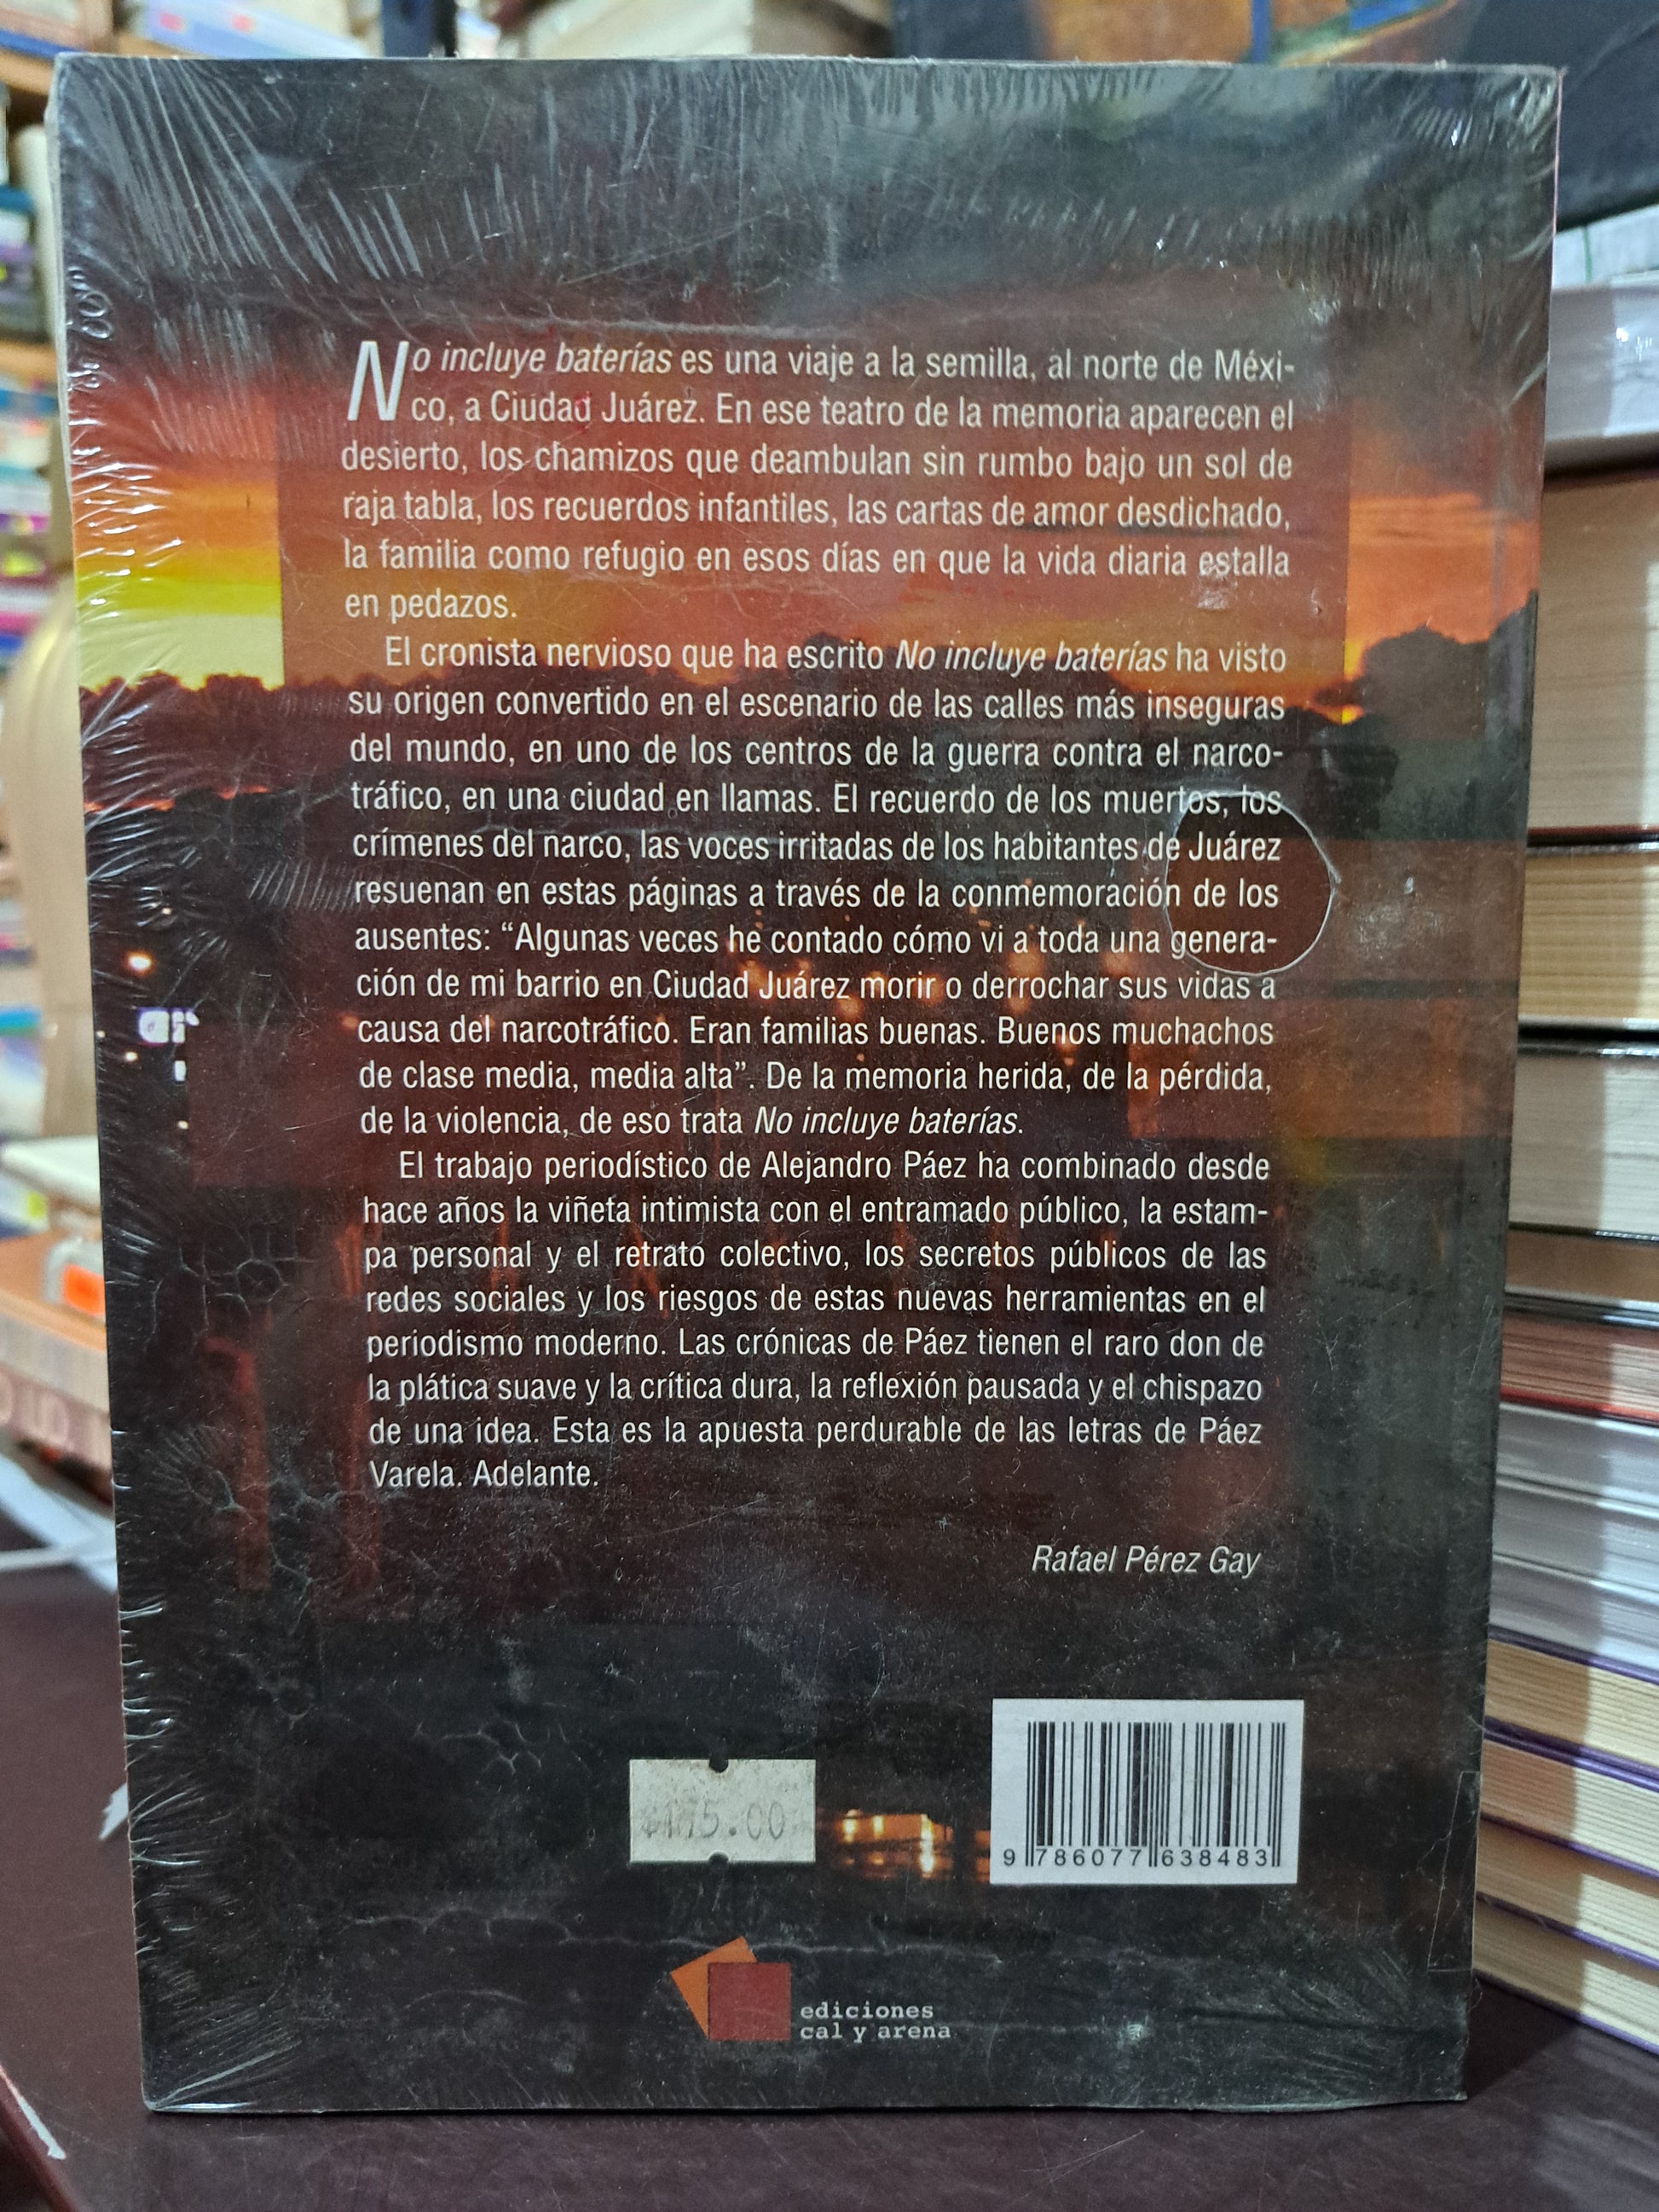 No incluye baterías es una viaje a la semilla, al norte de Méxi-
co, a Ciudad Juárez. En ese teatro de la memoria aparecen el
desierto, los chamizos que deambulan sin rumbo bajo un sol de
raja tabla, los recuerdos infantiles, las cartas de amor desdichado,
la familia como refugio en esos días en que la vida diaria estalla
en pedazos.
El cronista nervioso que ha escrito No incluye baterías ha visto
su origen convertido en el escenario de las calles más inseguras
del mundo, en uno de los centros de la guerra contra el narco-
tráfico, en una ciudad en llamas. El recuerdo de los muertos, los
crímenes del narco, las voces irritadas de los habitantes de Juárez
resuenan en estas páginas a través de la conmemoración de los
ausentes: “Algunas veces he contado cómo vi a toda una genera-
ción de mi barrio en Ciudad Juárez morir o derrochar sus vidas a
causa del narcotráfico. Eran familias buenas. Buenos muchachos
de clase media, media alta”. De la memoria herida, de la pérdida,
de la violencia, de eso trata No incluye baterías.
El trabajo periodístico de Alejandro Páez ha combinado desde
hace años la viñeta intimista con el entramado público, la estam-
pa personal y el retrato colectivo, los secretos públicos de las
redes sociales y los riesgos de estas nuevas herramientas en el
periodismo moderno. Las crónicas de Páez tienen el raro don de
la plática suave y la crítica dura, la reflexión pausada y el chispazo
de una idea. Esta es la apuesta perdurable de las letras de Páez
Varela. Adelante.
Rafael Pérez Gay
$175.00
9 786077 638483
ediciones
cal y arena